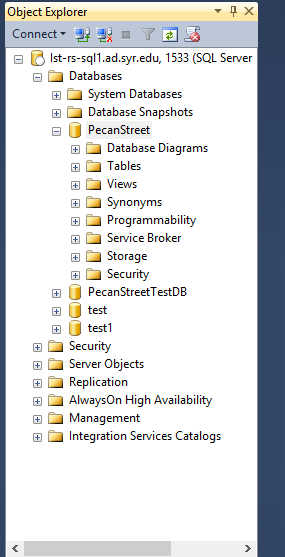 Object Explorer
Connect
lst-rs-sql1.ad.syr.edu, 1533 (SQL Server
Databases
System Databases
Database Snapshots
PecanStreet
Database Diagrams
Tables
Views
Synonyms
Programmability
Service Broker
Storage
Security
PecanStreetTestDB
test
test1
Security
Server Objects
Replication
AlwaysOn High Availability
Management
Integration Services Catalogs